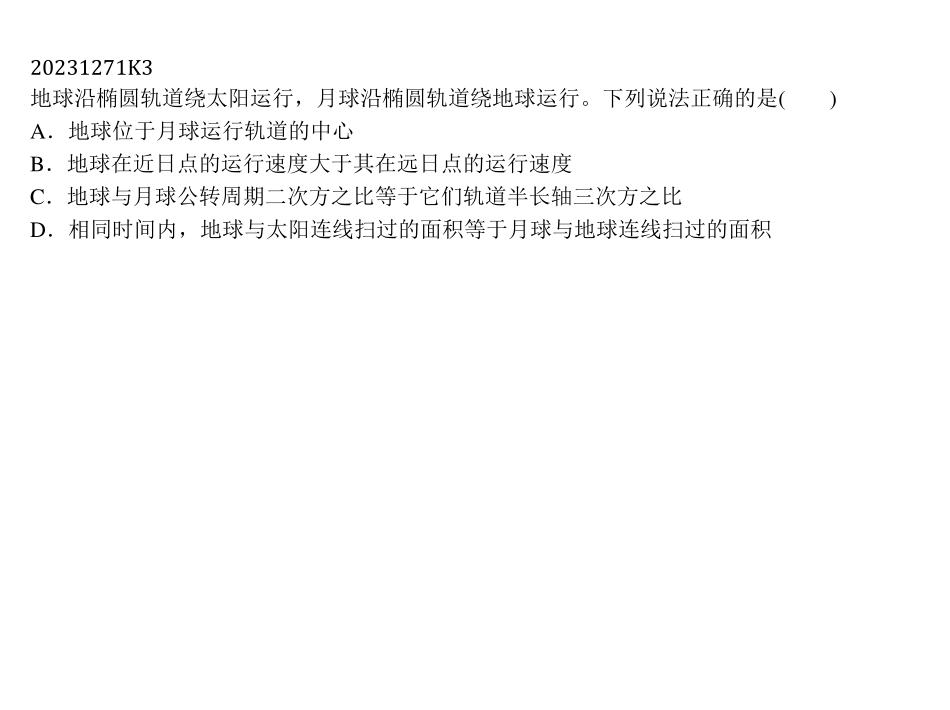 20231271K3
地球沿椭圆轨道绕太阳运行，月球沿椭圆轨道绕地球运行。下列说法正确的是(　　)
A．地球位于月球运行轨道的中心
B．地球在近日点的运行速度大于其在远日点的运行速度
C．地球与月球公转周期二次方之比等于它们轨道半长轴三次方之比
D．相同时间内，地球与太阳连线扫过的面积等于月球与地球连线扫过的面积